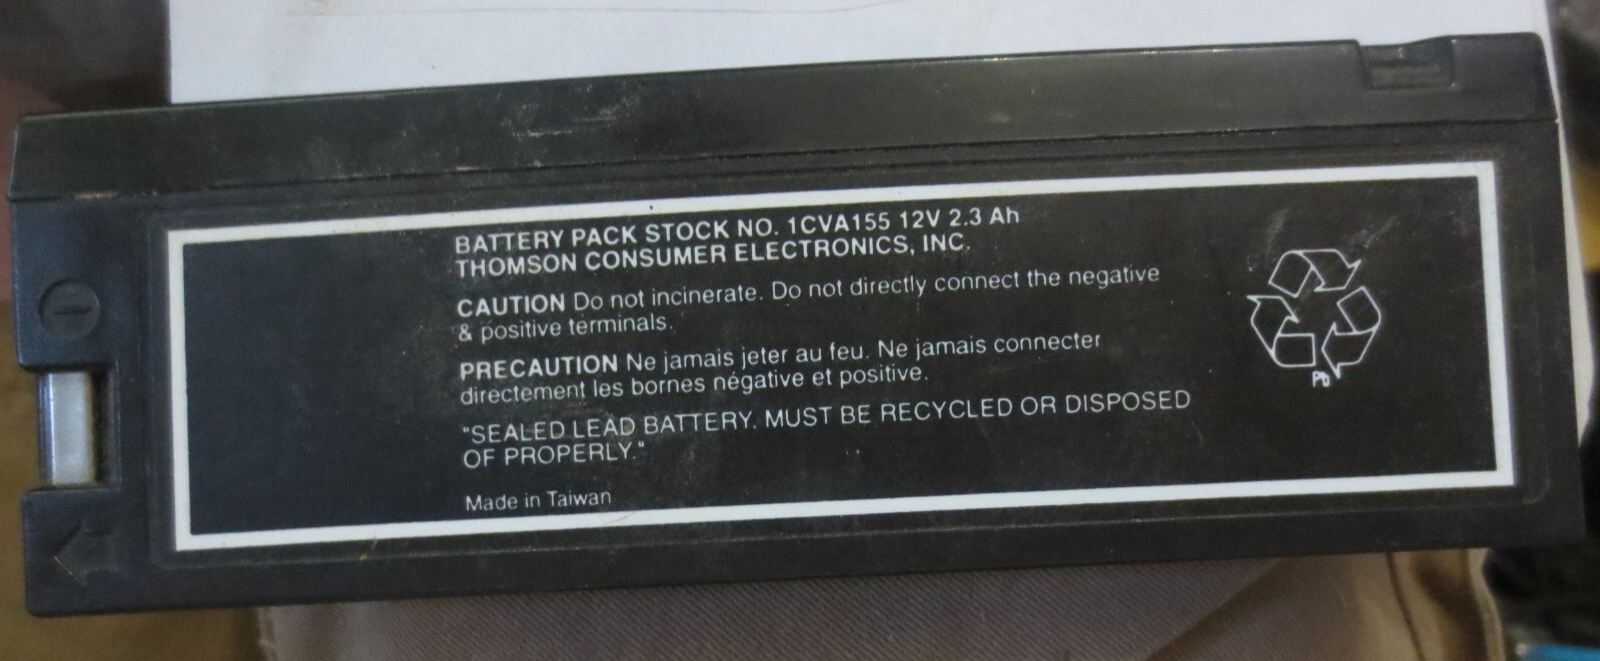 BATTERY PACK STOCK NO. 1CVA155 12V 2.3 Ah
THOMSON CONSUMER ELECTRONICS, INC.
CAUTION Do not incinerate. Do not directly connect the negative
& positive terminals.
PRECAUTION Ne jamais jeter au feu. Ne jamais connecter
directement les bornes négative et positive.
"SEALED LEAD BATTERY. MUST BE RECYCLED OR DISPOSED
OF PROPERLY."
Made in Taiwan
Pb